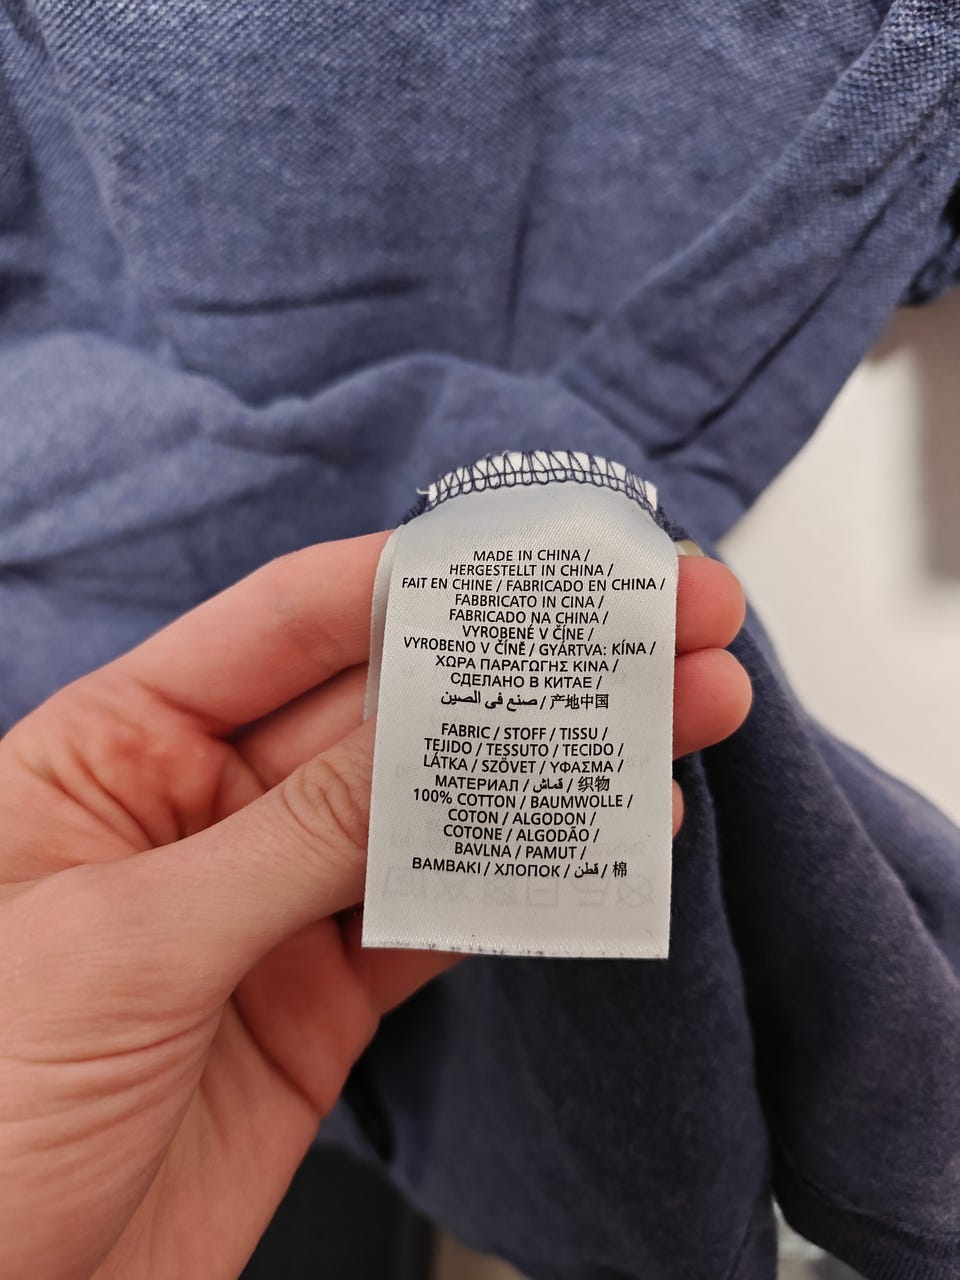 MADE IN CHINA /
HERGESTELLT IN CHINA /
FAIT EN CHINE / FABRICADO EN CHINA /
FABBRICATO IN CINA /
FABRICADO NA CHINA /
VYROBENÉ V ČÍNE /
VYROBENO V ČÍNĚ / GYÁRTVA: KÍNA /
ΧΩΡΑ ΠΑΡΑΓΩΓΗΣ ΚΙΝΑ /
СДЕЛАНО В КИТАЕ /
صنع في الصين / 产地中国
FABRIC / STOFF / TISSU /
TEJIDO / TESSUTO / TECIDO /
LÁTKA / SZÖVET / ΥΦΑΣΜΑ /
МАТЕРИАЛ / قماش / 织物
100% COTTON / BAUMWOLLE /
COTON / ALGODON /
COTONE / ALGODÃO /
BAVLNA / PAMUT /
ΒΑΜΒΑΚΙ / ХЛОПОК / قطن / 棉